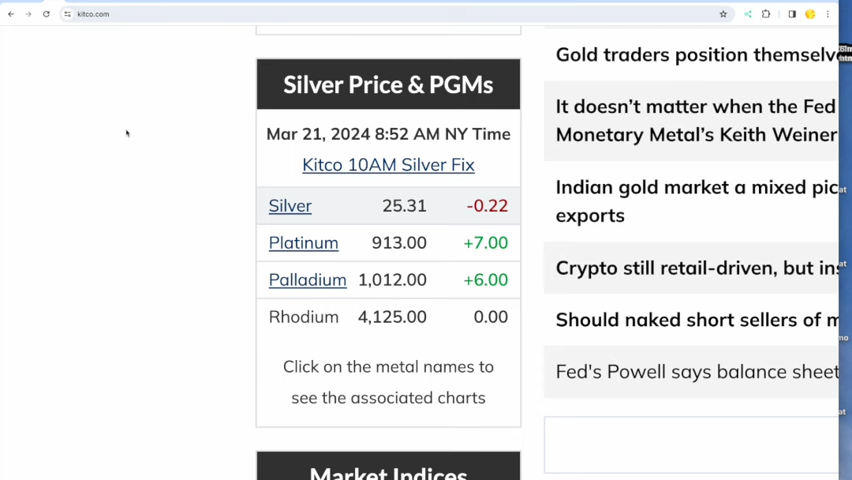 kitco.com
Silver Price & PGMs
Mar 21, 2024 8:52 AM NY Time
Kitco 10AM Silver Fix
Silver 25.31 -0.22
Platinum 913.00 +7.00
Palladium 1,012.00 +6.00
Rhodium 4,125.00 0.00
Click on the metal names to
see the associated charts
Market Indices
Gold traders position themselve
It doesn't matter when the Fed
Monetary Metal's Keith Weiner
Indian gold market a mixed pic
exports
Crypto still retail-driven, but ins
Should naked short sellers of m
Fed's Powell says balance sheet
at
at
mo
at